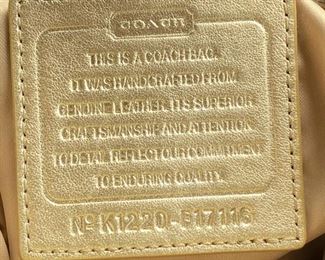 COACH
THIS IS A COACH BAG.
IT WAS HANDCRAFTED FROM
GENUINE LEATHER. ITS SUPERIOR
CRAFTSMANSHIP AND ATTENTION
TO DETAIL REFLECT OUR COMMITMENT
TO ENDURING QUALITY.
Nº K1220-